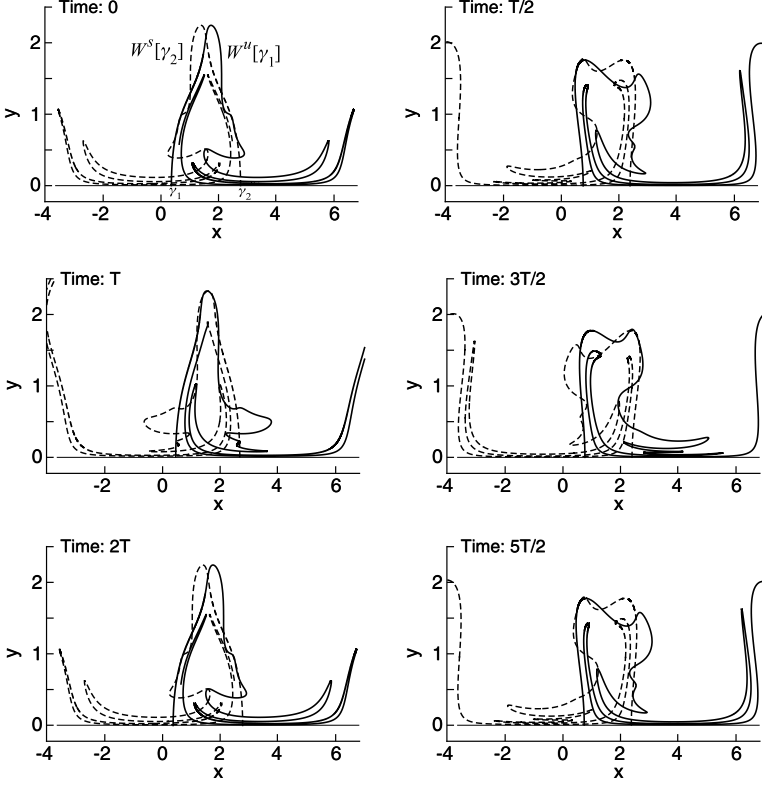 Time: 0
Wˢ[γ₂] Wᵘ[γ₁]
2
1
0
y
γ₁ γ₂
-4 -2 0 2 4 6
x
Time: T/2
2
1
0
y
-4 -2 0 2 4 6
x
Time: T
2
1
0
y
-2 0 2 4 6
x
Time: 3T/2
2
1
0
y
-4 -2 0 2 4 6
x
Time: 2T
2
1
0
y
-4 -2 0 2 4 6
x
Time: 5T/2
2
1
0
y
-4 -2 0 2 4 6
x